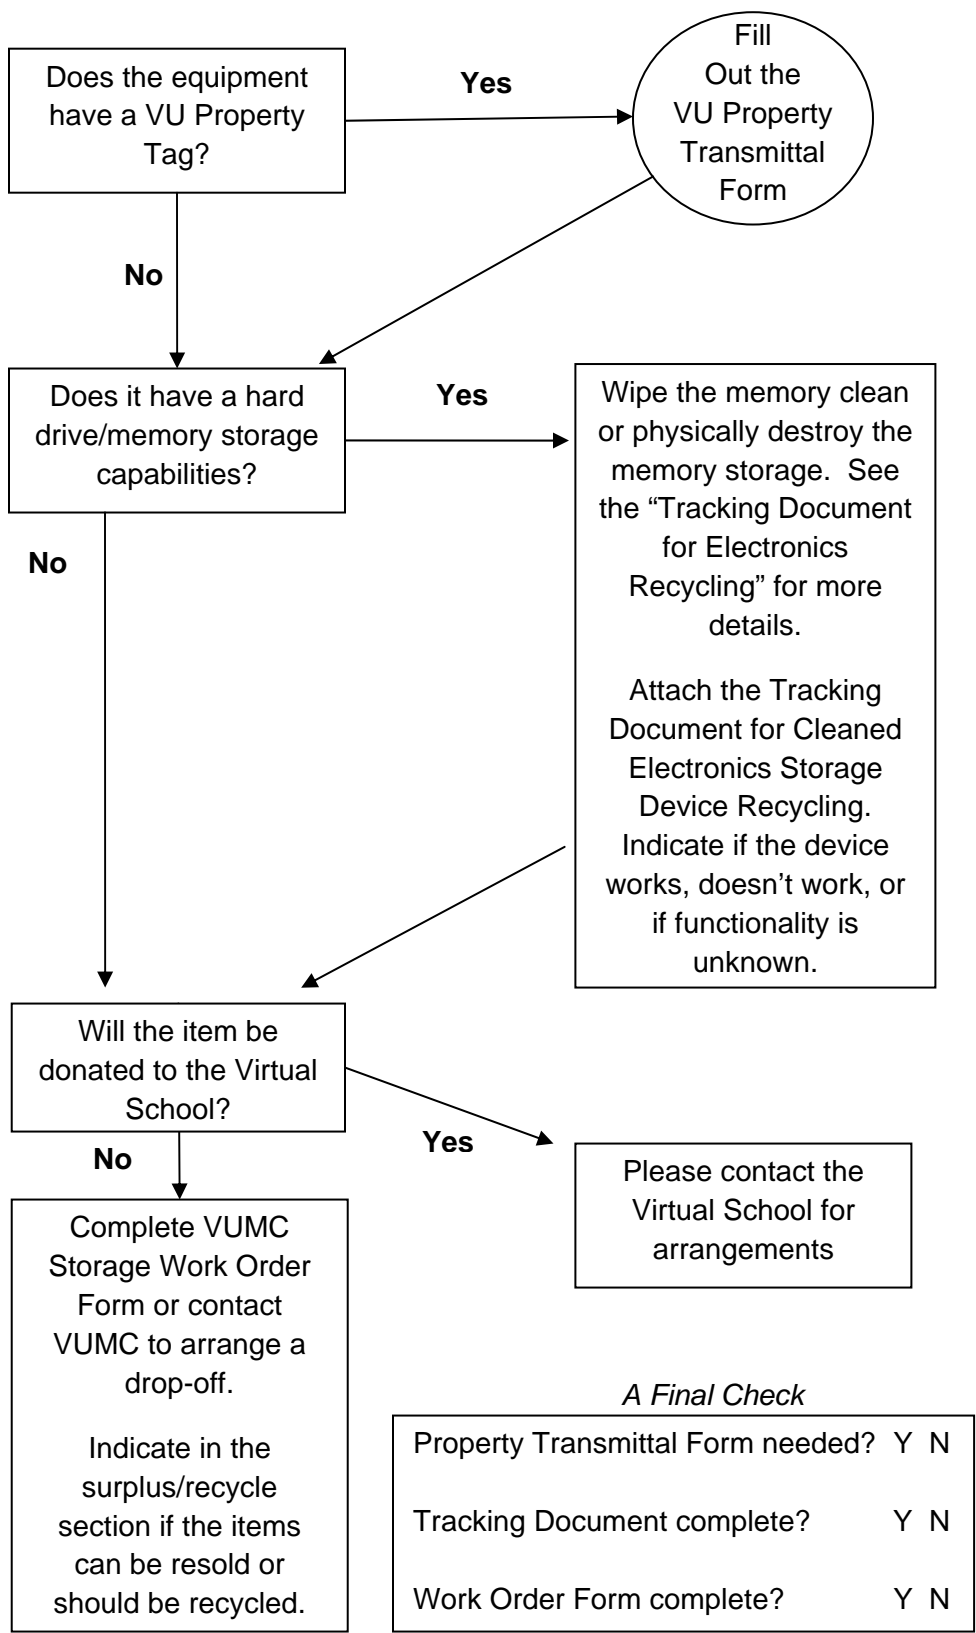 Does the equipment
have a VU Property
Tag?
Yes
Fill
Out the
VU Property
Transmittal
Form
No
Does it have a hard
drive/memory storage
capabilities?
Yes
Wipe the memory clean
or physically destroy the
memory storage.  See
the “Tracking Document
for Electronics
Recycling” for more
details.
Attach the Tracking
Document for Cleaned
Electronics Storage
Device Recycling.
Indicate if the device
works, doesn’t work, or
if functionality is
unknown.
No
Will the item be
donated to the Virtual
School?
Yes
Please contact the
Virtual School for
arrangements
No
Complete VUMC
Storage Work Order
Form or contact
VUMC to arrange a
drop-off.
Indicate in the
surplus/recycle
section if the items
can be resold or
should be recycled.
A Final Check
Property Transmittal Form needed?  Y  N
Tracking Document complete?  Y  N
Work Order Form complete?  Y  N